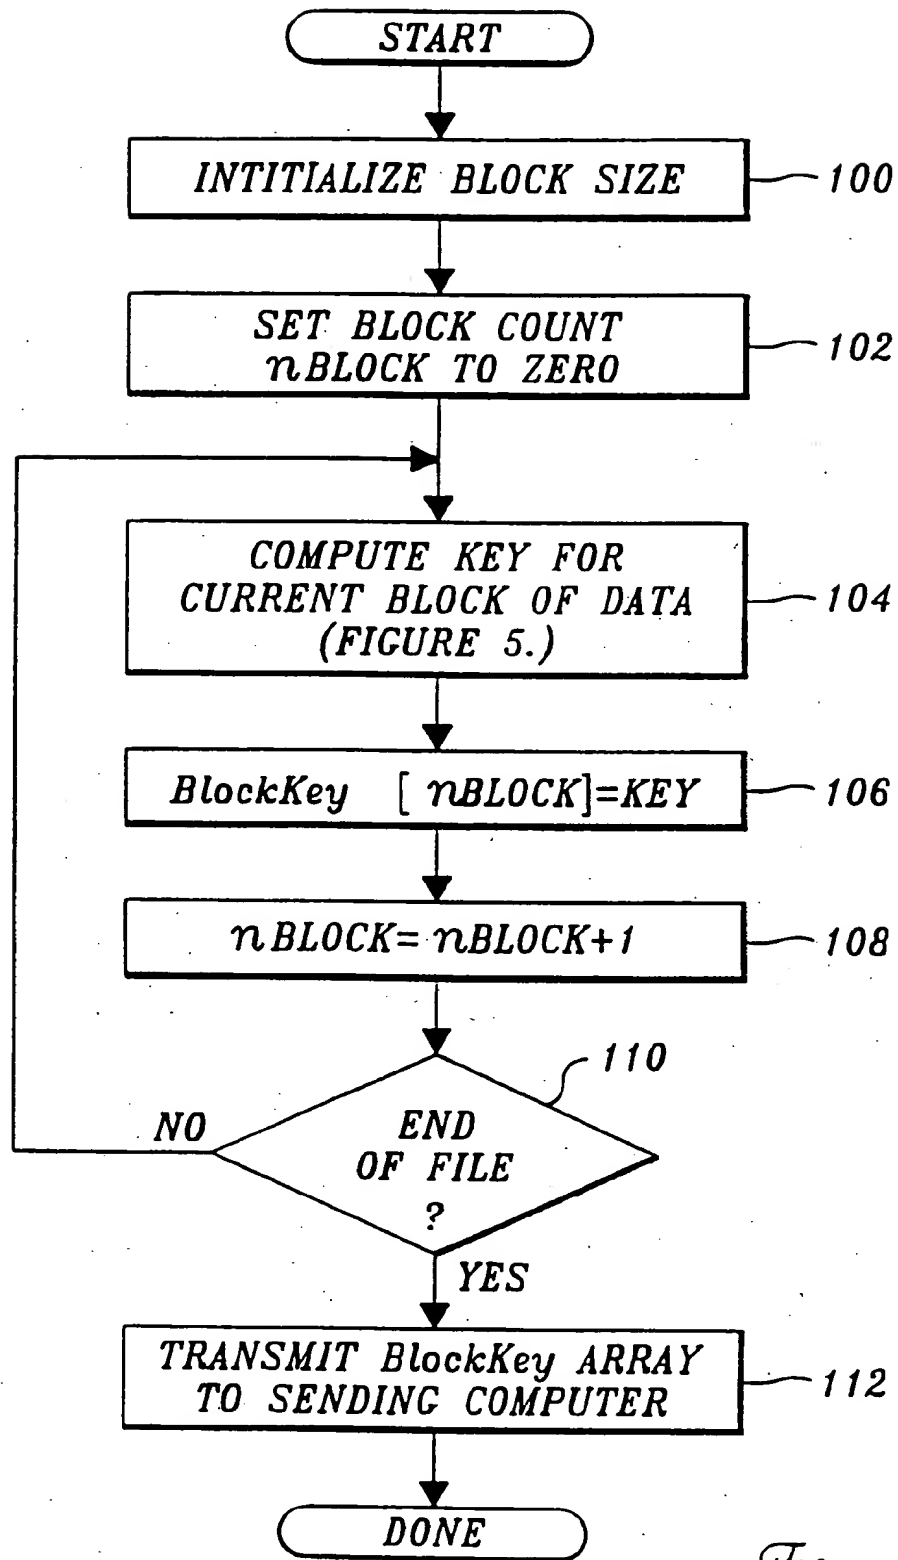 START
INTITIALIZE BLOCK SIZE
100
SET BLOCK COUNT
nBLOCK TO ZERO
102
COMPUTE KEY FOR
CURRENT BLOCK OF DATA
(FIGURE 5.)
104
BlockKey [ nBLOCK]=KEY
106
nBLOCK= nBLOCK+1
108
110
END
OF FILE
?
NO
YES
TRANSMIT BlockKey ARRAY
TO SENDING COMPUTER
112
DONE